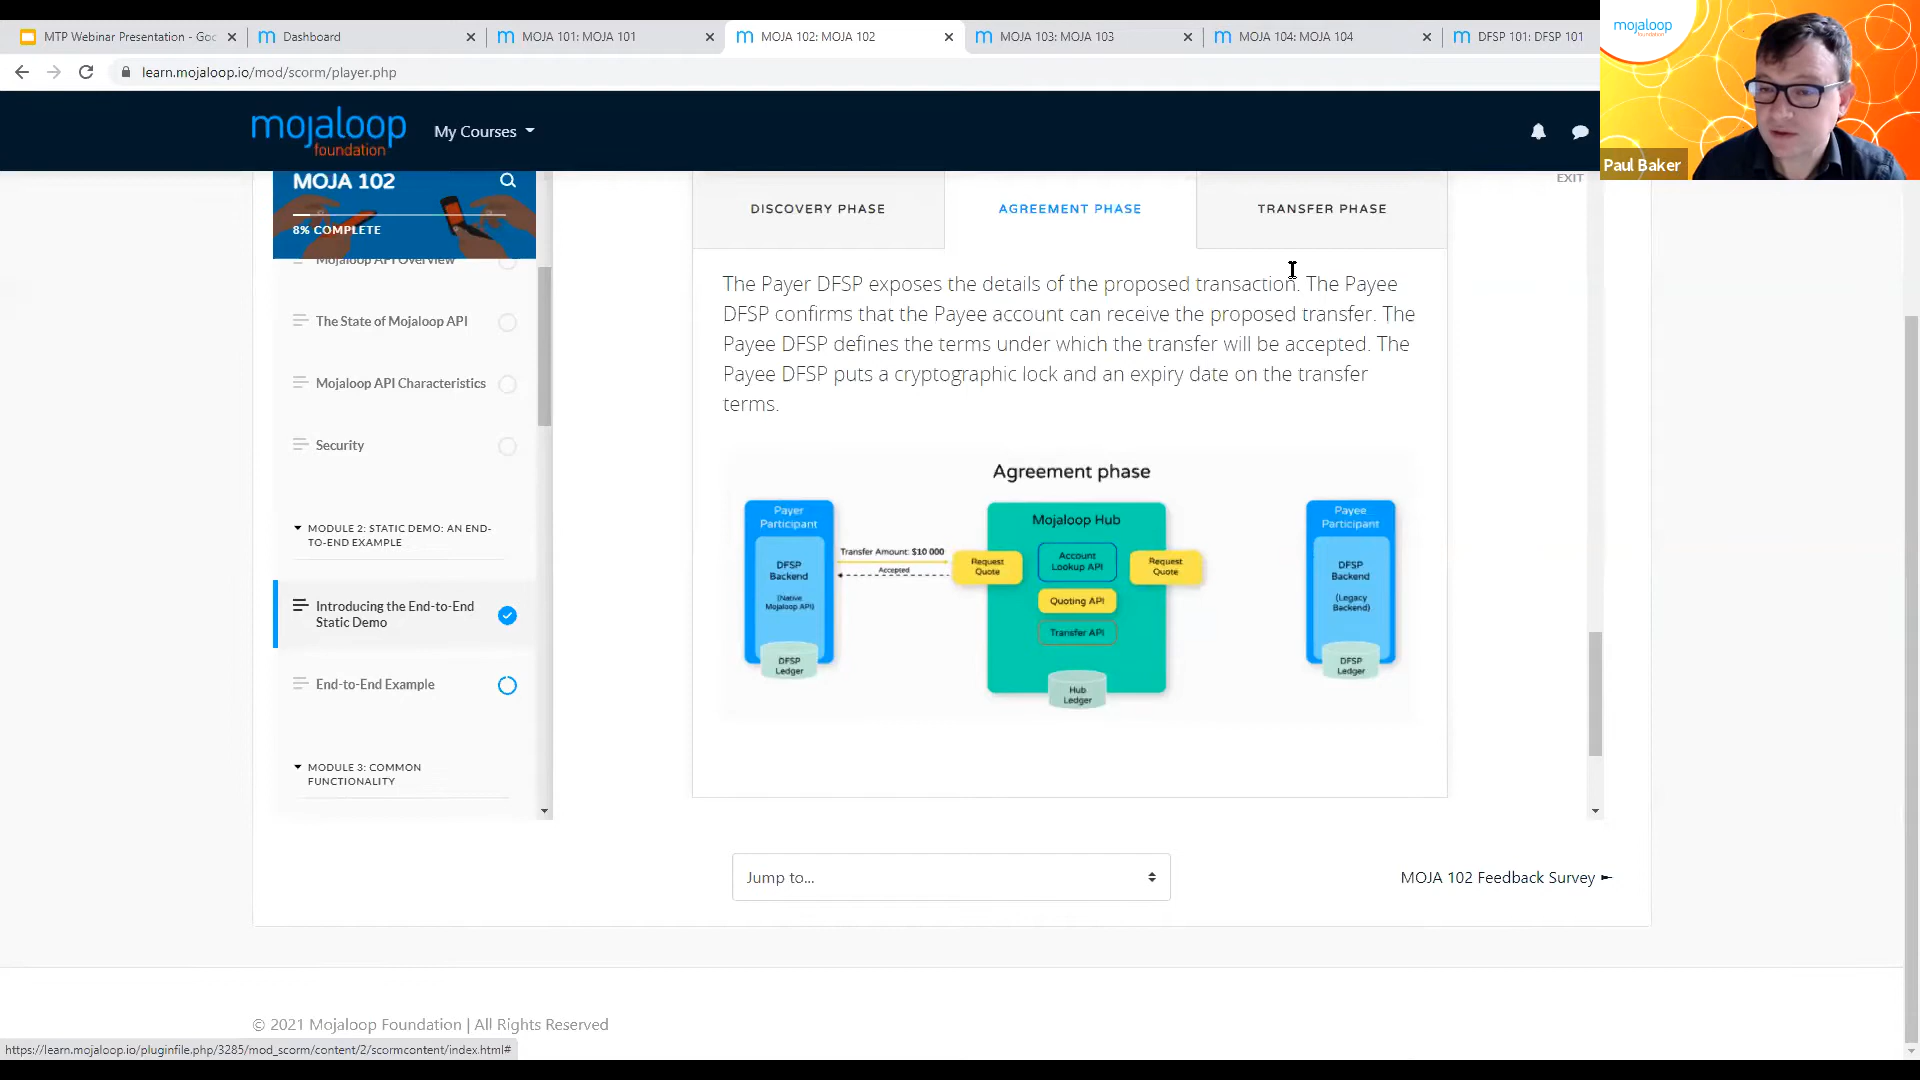 MTP Webinar Presentation - Goo
Dashboard
MOJA 101: MOJA 101
MOJA 102: MOJA 102
MOJA 103: MOJA 103
MOJA 104: MOJA 104
DFSP 101: DFSP 101
learn.mojaloop.io/mod/scorm/player.php
mojaloop
foundation
Paul Baker
mojaloop
foundation
My Courses
EXIT
MOJA 102
8% COMPLETE
Mojaloop API Overview
The State of Mojaloop API
Mojaloop API Characteristics
Security
MODULE 2: STATIC DEMO: AN END-
TO-END EXAMPLE
Introducing the End-to-End
Static Demo
End-to-End Example
MODULE 3: COMMON
FUNCTIONALITY
DISCOVERY PHASE
AGREEMENT PHASE
TRANSFER PHASE
The Payer DFSP exposes the details of the proposed transaction. The Payee
DFSP confirms that the Payee account can receive the proposed transfer. The
Payee DFSP defines the terms under which the transfer will be accepted. The
Payee DFSP puts a cryptographic lock and an expiry date on the transfer
terms.
Agreement phase
Payer
Participant
DFSP
Backend
(Native
Mojaloop API)
DFSP
Ledger
Transfer Amount: $10 000
Accepted
Request
Quote
Mojaloop Hub
Account
Lookup API
Quoting API
Transfer API
Hub
Ledger
Request
Quote
Payee
Participant
DFSP
Backend
(Legacy
Backend)
DFSP
Ledger
Jump to...
MOJA 102 Feedback Survey
© 2021 Mojaloop Foundation | All Rights Reserved
https://learn.mojaloop.io/pluginfile.php/3285/mod_scorm/content/2/scormcontent/index.html#